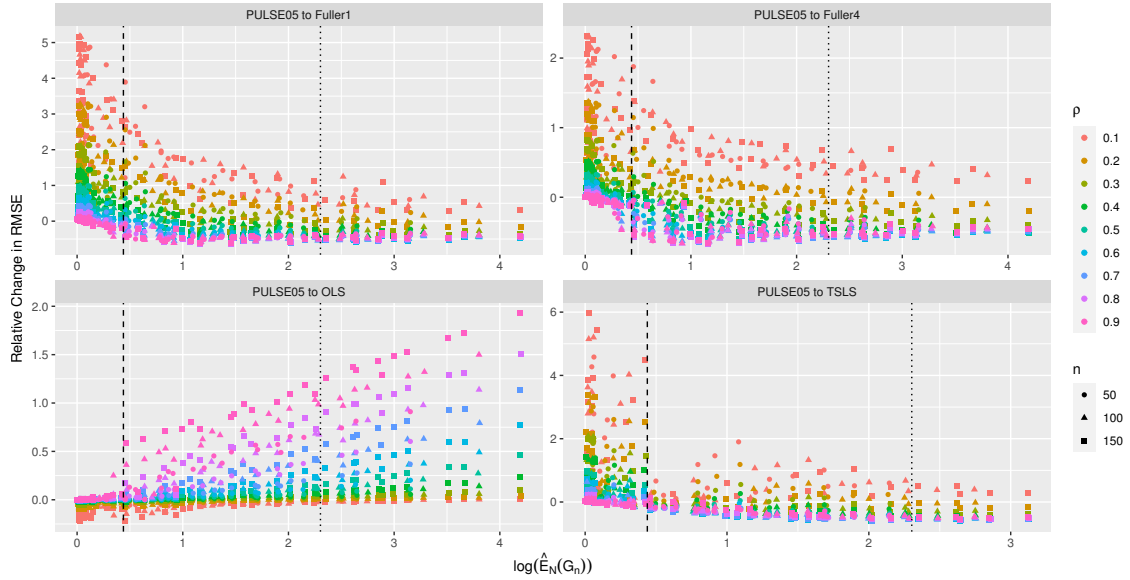 PULSE05 to Fuller1
PULSE05 to Fuller4
5
4
3
2
1
0
2
1
0
0 1 2 3 4
0 1 2 3 4
PULSE05 to OLS
PULSE05 to TSLS
2.0
1.5
1.0
0.5
0.0
6
4
2
0
0 1 2 3 4
0 1 2 3
Relative Change in RMSE
log(Ê_N(G_n))
ρ
0.1
0.2
0.3
0.4
0.5
0.6
0.7
0.8
0.9
n
50
100
150